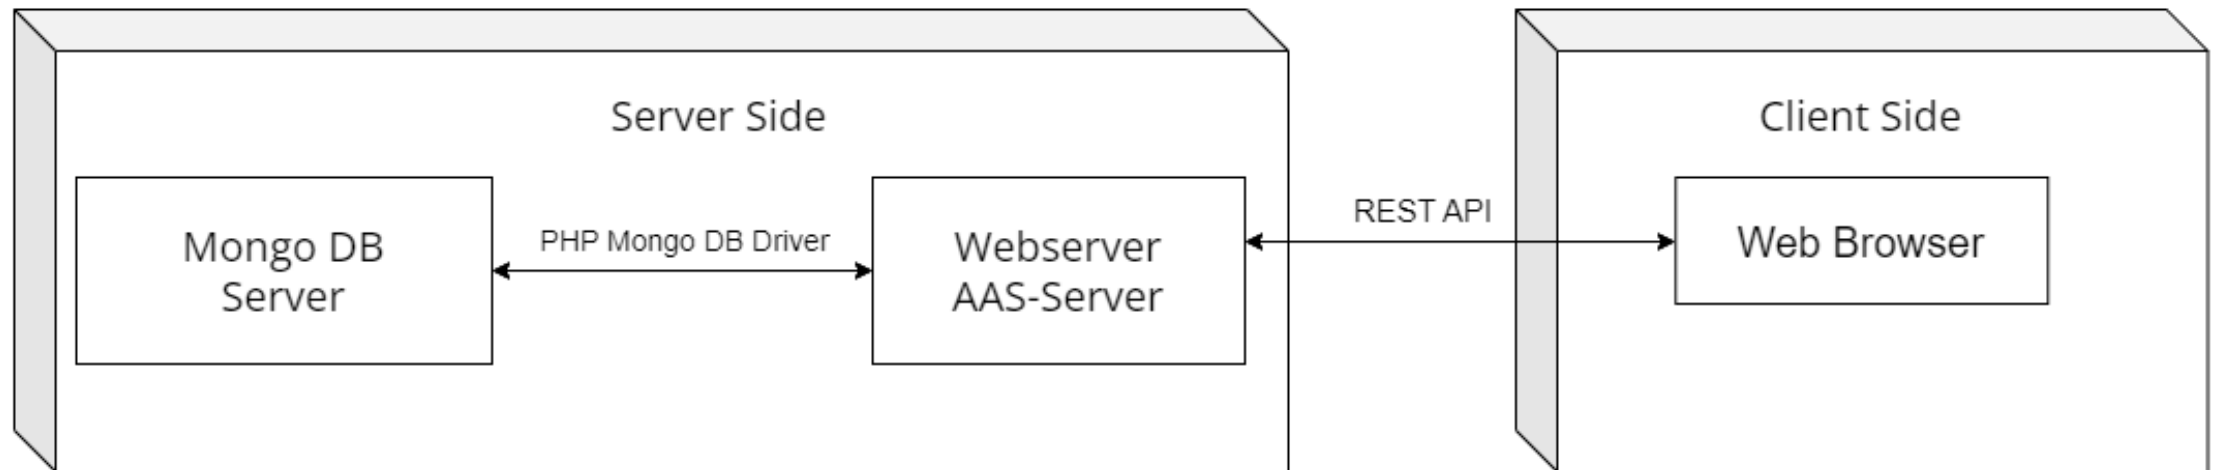 Server Side
Client Side
Mongo DB
Server
PHP Mongo DB Driver
Webserver
AAS-Server
REST API
Web Browser